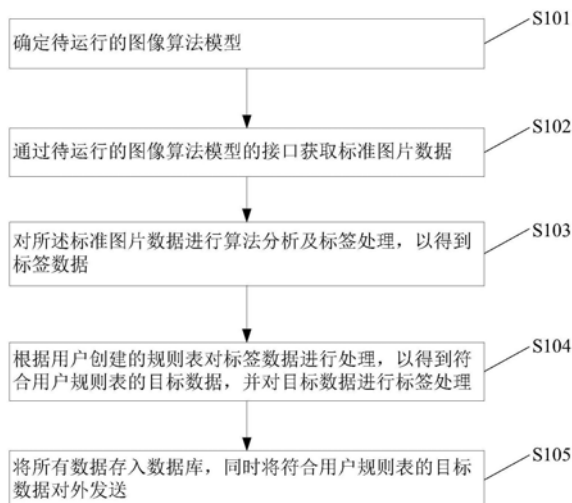 S101
确定待运行的图像算法模型
S102
通过待运行的图像算法模型的接口获取标准图片数据
S103
对所述标准图片数据进行算法分析及标签处理，以得到
标签数据
S104
根据用户创建的规则表对标签数据进行处理，以得到符
合用户规则表的目标数据，并对目标数据进行标签处理
S105
将所有数据存入数据库，同时将符合用户规则表的目标
数据对外发送